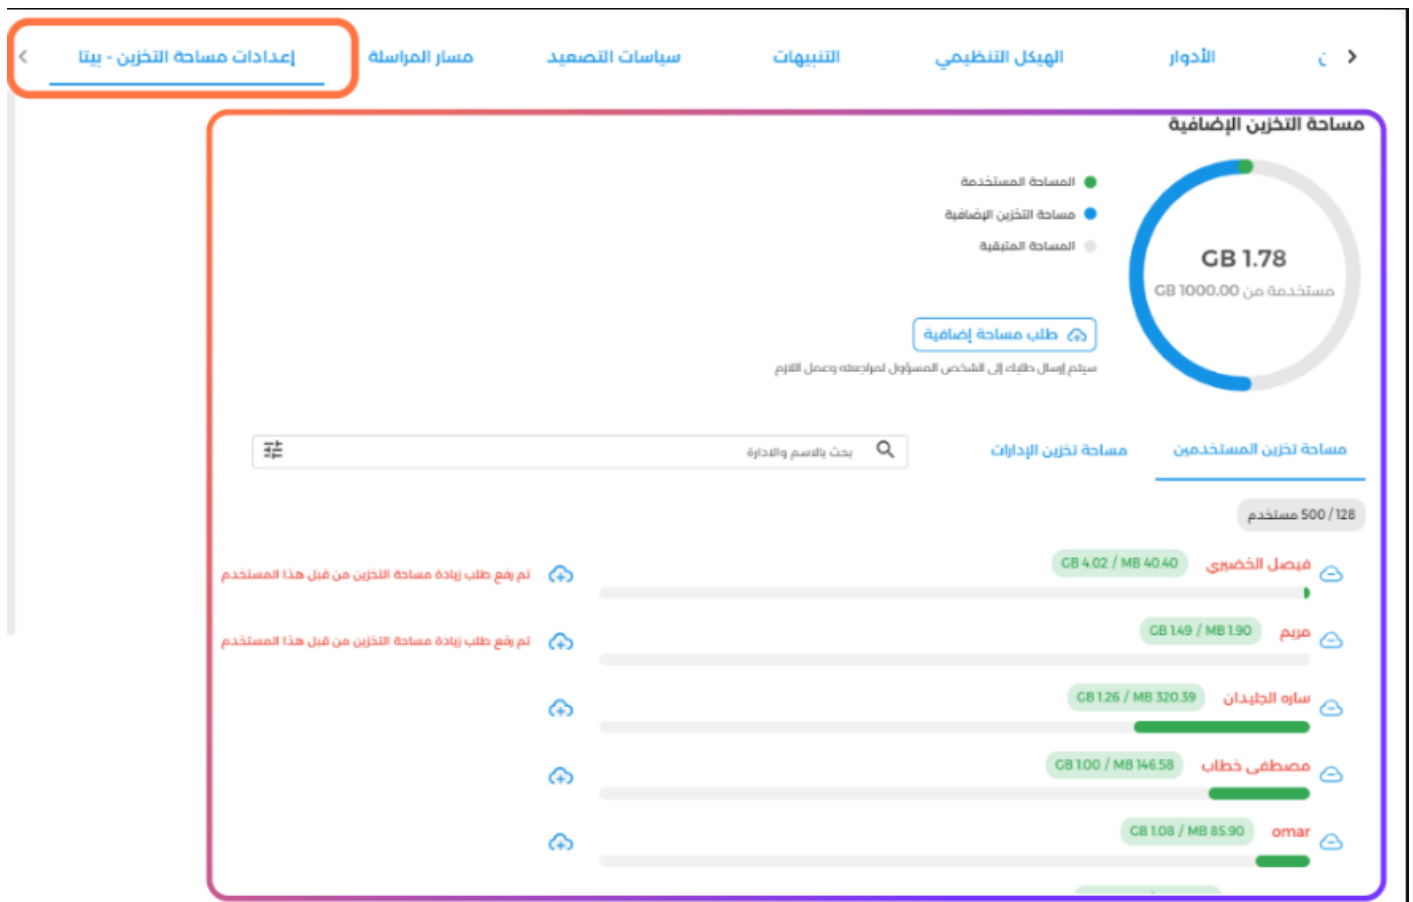 الأدوار
الهيكل التنظيمي
التنبيهات
سياسات التصعيد
مسار المراسلة
إعدادات مساحة التخزين - بيتا
مساحة التخزين الإضافية
GB 1.78
مستخدمة من GB 1000.00
المساحة المستخدمة
مساحة التخزين الإضافية
المساحة المتبقية
طلب مساحة إضافية
سيتم إرسال طلبك إلى الشخص المسؤول لمراجعته وعمل اللازم
مساحة تخزين المستخدمين
مساحة تخزين الإدارات
بحث بالاسم والادارة
128 / 500 مستخدم
فيصل الخضيري
GB 4.02 / MB 40.40
تم رفع طلب زيادة مساحة التخزين من قبل هذا المستخدم
مريم
GB 1.49 / MB 1.90
تم رفع طلب زيادة مساحة التخزين من قبل هذا المستخدم
ساره الجليدان
GB 1.26 / MB 320.39
مصطفى خطاب
GB 1.00 / MB 146.58
omar
GB 1.08 / MB 85.90